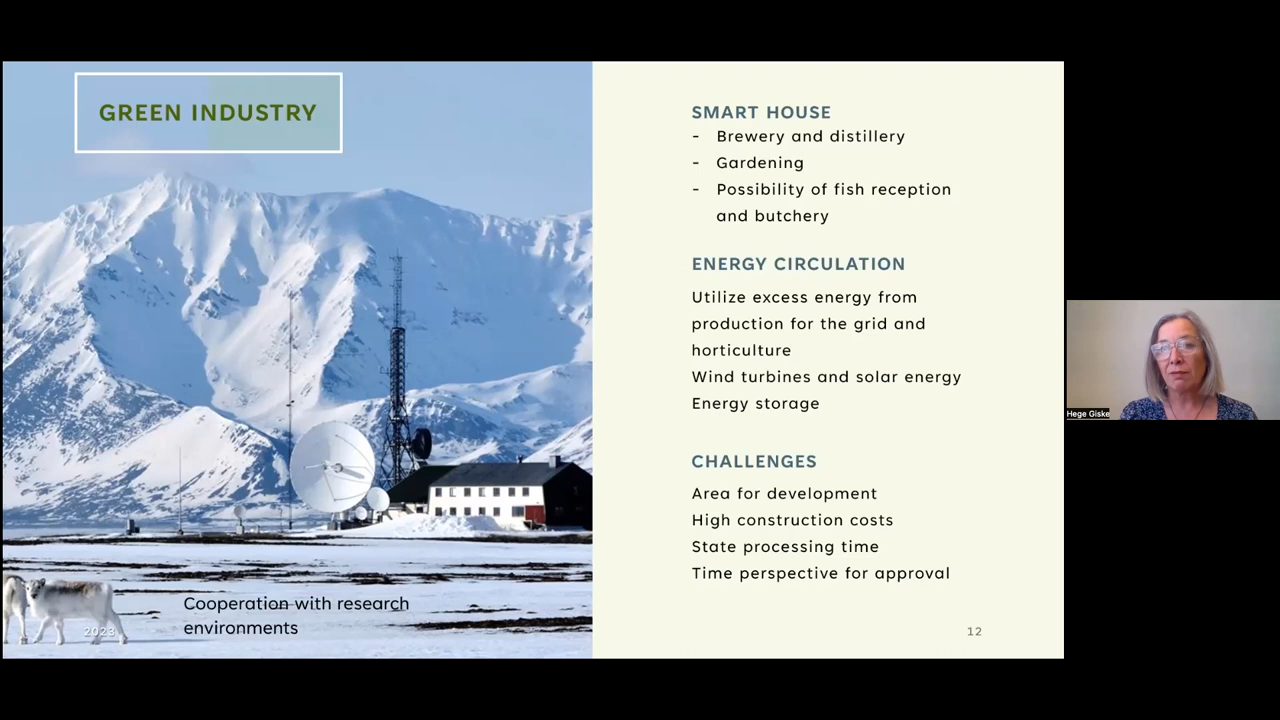 GREEN INDUSTRY
Cooperation with research
environments
2023
SMART HOUSE
- Brewery and distillery
- Gardening
- Possibility of fish reception
and butchery
ENERGY CIRCULATION
Utilize excess energy from
production for the grid and
horticulture
Wind turbines and solar energy
Energy storage
CHALLENGES
Area for development
High construction costs
State processing time
Time perspective for approval
12
Hege Giske